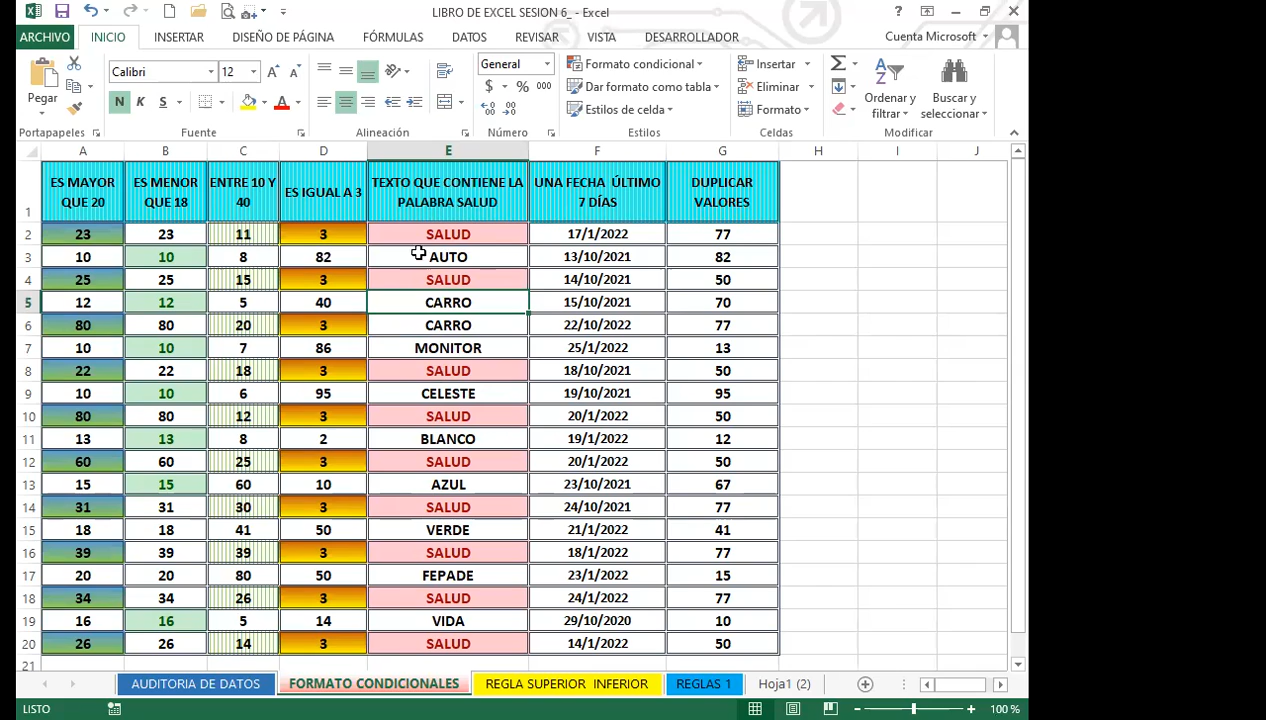 LIBRO DE EXCEL SESION 6_ - Excel
ARCHIVO INICIO INSERTAR DISEÑO DE PÁGINA FÓRMULAS DATOS REVISAR VISTA DESARROLLADOR Cuenta Microsoft
Pegar
Calibri 12
N K S A A A
General
$ % 000
Formato condicional
Dar formato como tabla
Estilos de celda
Insertar
Eliminar
Formato
Ordenar y filtrar
Buscar y seleccionar
Portapapeles Fuente Alineación Número Estilos Celdas Modificar
A B C D E F G H I J
ES MAYOR ES MENOR ENTRE 10 Y ES IGUAL A 3 TEXTO QUE CONTIENE LA UNA FECHA ÚLTIMO DUPLICAR
1 QUE 20 QUE 18 40 PALABRA SALUD 7 DÍAS VALORES
2 23 23 11 3 SALUD 17/1/2022 77
3 10 10 8 82 AUTO 13/10/2021 82
4 25 25 15 3 SALUD 14/10/2021 50
5 12 12 5 40 CARRO 15/10/2021 70
6 80 80 20 3 CARRO 22/10/2022 77
7 10 10 7 86 MONITOR 25/1/2022 13
8 22 22 18 3 SALUD 18/10/2021 50
9 10 10 6 95 CELESTE 19/10/2021 95
10 80 80 12 3 SALUD 20/1/2022 50
11 13 13 8 2 BLANCO 19/1/2022 12
12 60 60 25 3 SALUD 20/1/2022 50
13 15 15 60 10 AZUL 23/10/2021 67
14 31 31 30 3 SALUD 24/10/2021 77
15 18 18 41 50 VERDE 21/1/2022 41
16 39 39 39 3 SALUD 18/1/2022 77
17 20 20 80 50 FEPADE 23/1/2022 15
18 34 34 26 3 SALUD 24/1/2022 77
19 16 16 5 14 VIDA 29/10/2020 10
20 26 26 14 3 SALUD 14/1/2022 50
21
AUDITORIA DE DATOS FORMATO CONDICIONALES REGLA SUPERIOR INFERIOR REGLAS 1 Hoja1 (2)
LISTO 100 %